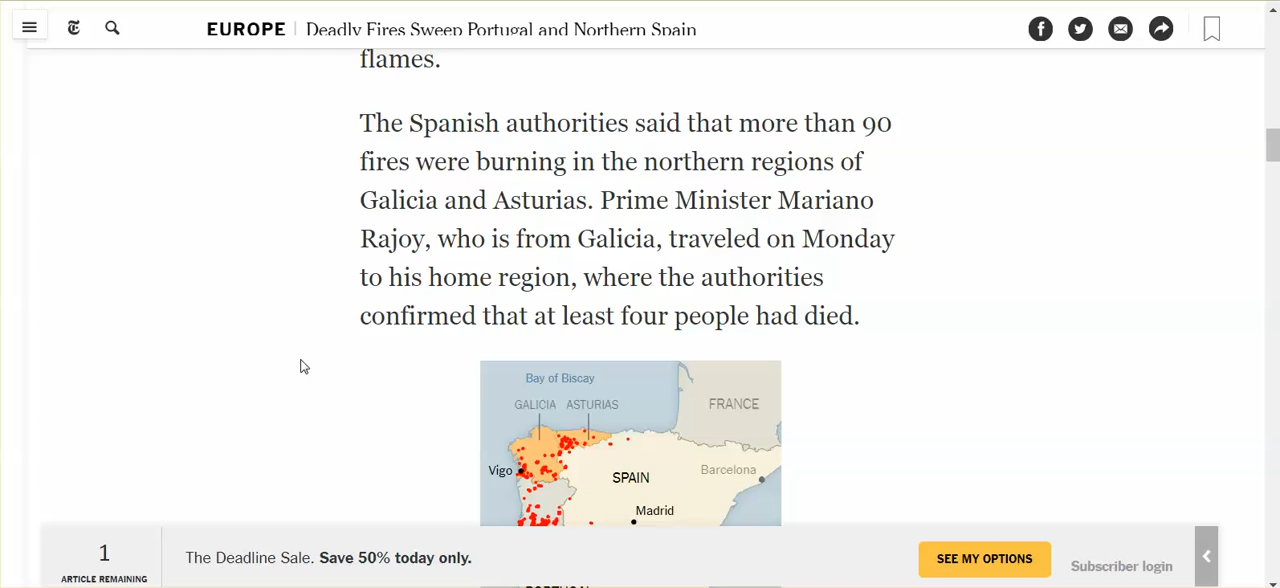 EUROPE | Deadly Fires Sweep Portugal and Northern Spain
flames.
The Spanish authorities said that more than 90
fires were burning in the northern regions of
Galicia and Asturias. Prime Minister Mariano
Rajoy, who is from Galicia, traveled on Monday
to his home region, where the authorities
confirmed that at least four people had died.
Bay of Biscay
GALICIA ASTURIAS
FRANCE
Vigo
SPAIN
Barcelona
Madrid
1
ARTICLE REMAINING
The Deadline Sale. Save 50% today only.
SEE MY OPTIONS
Subscriber login
PORTUGAL